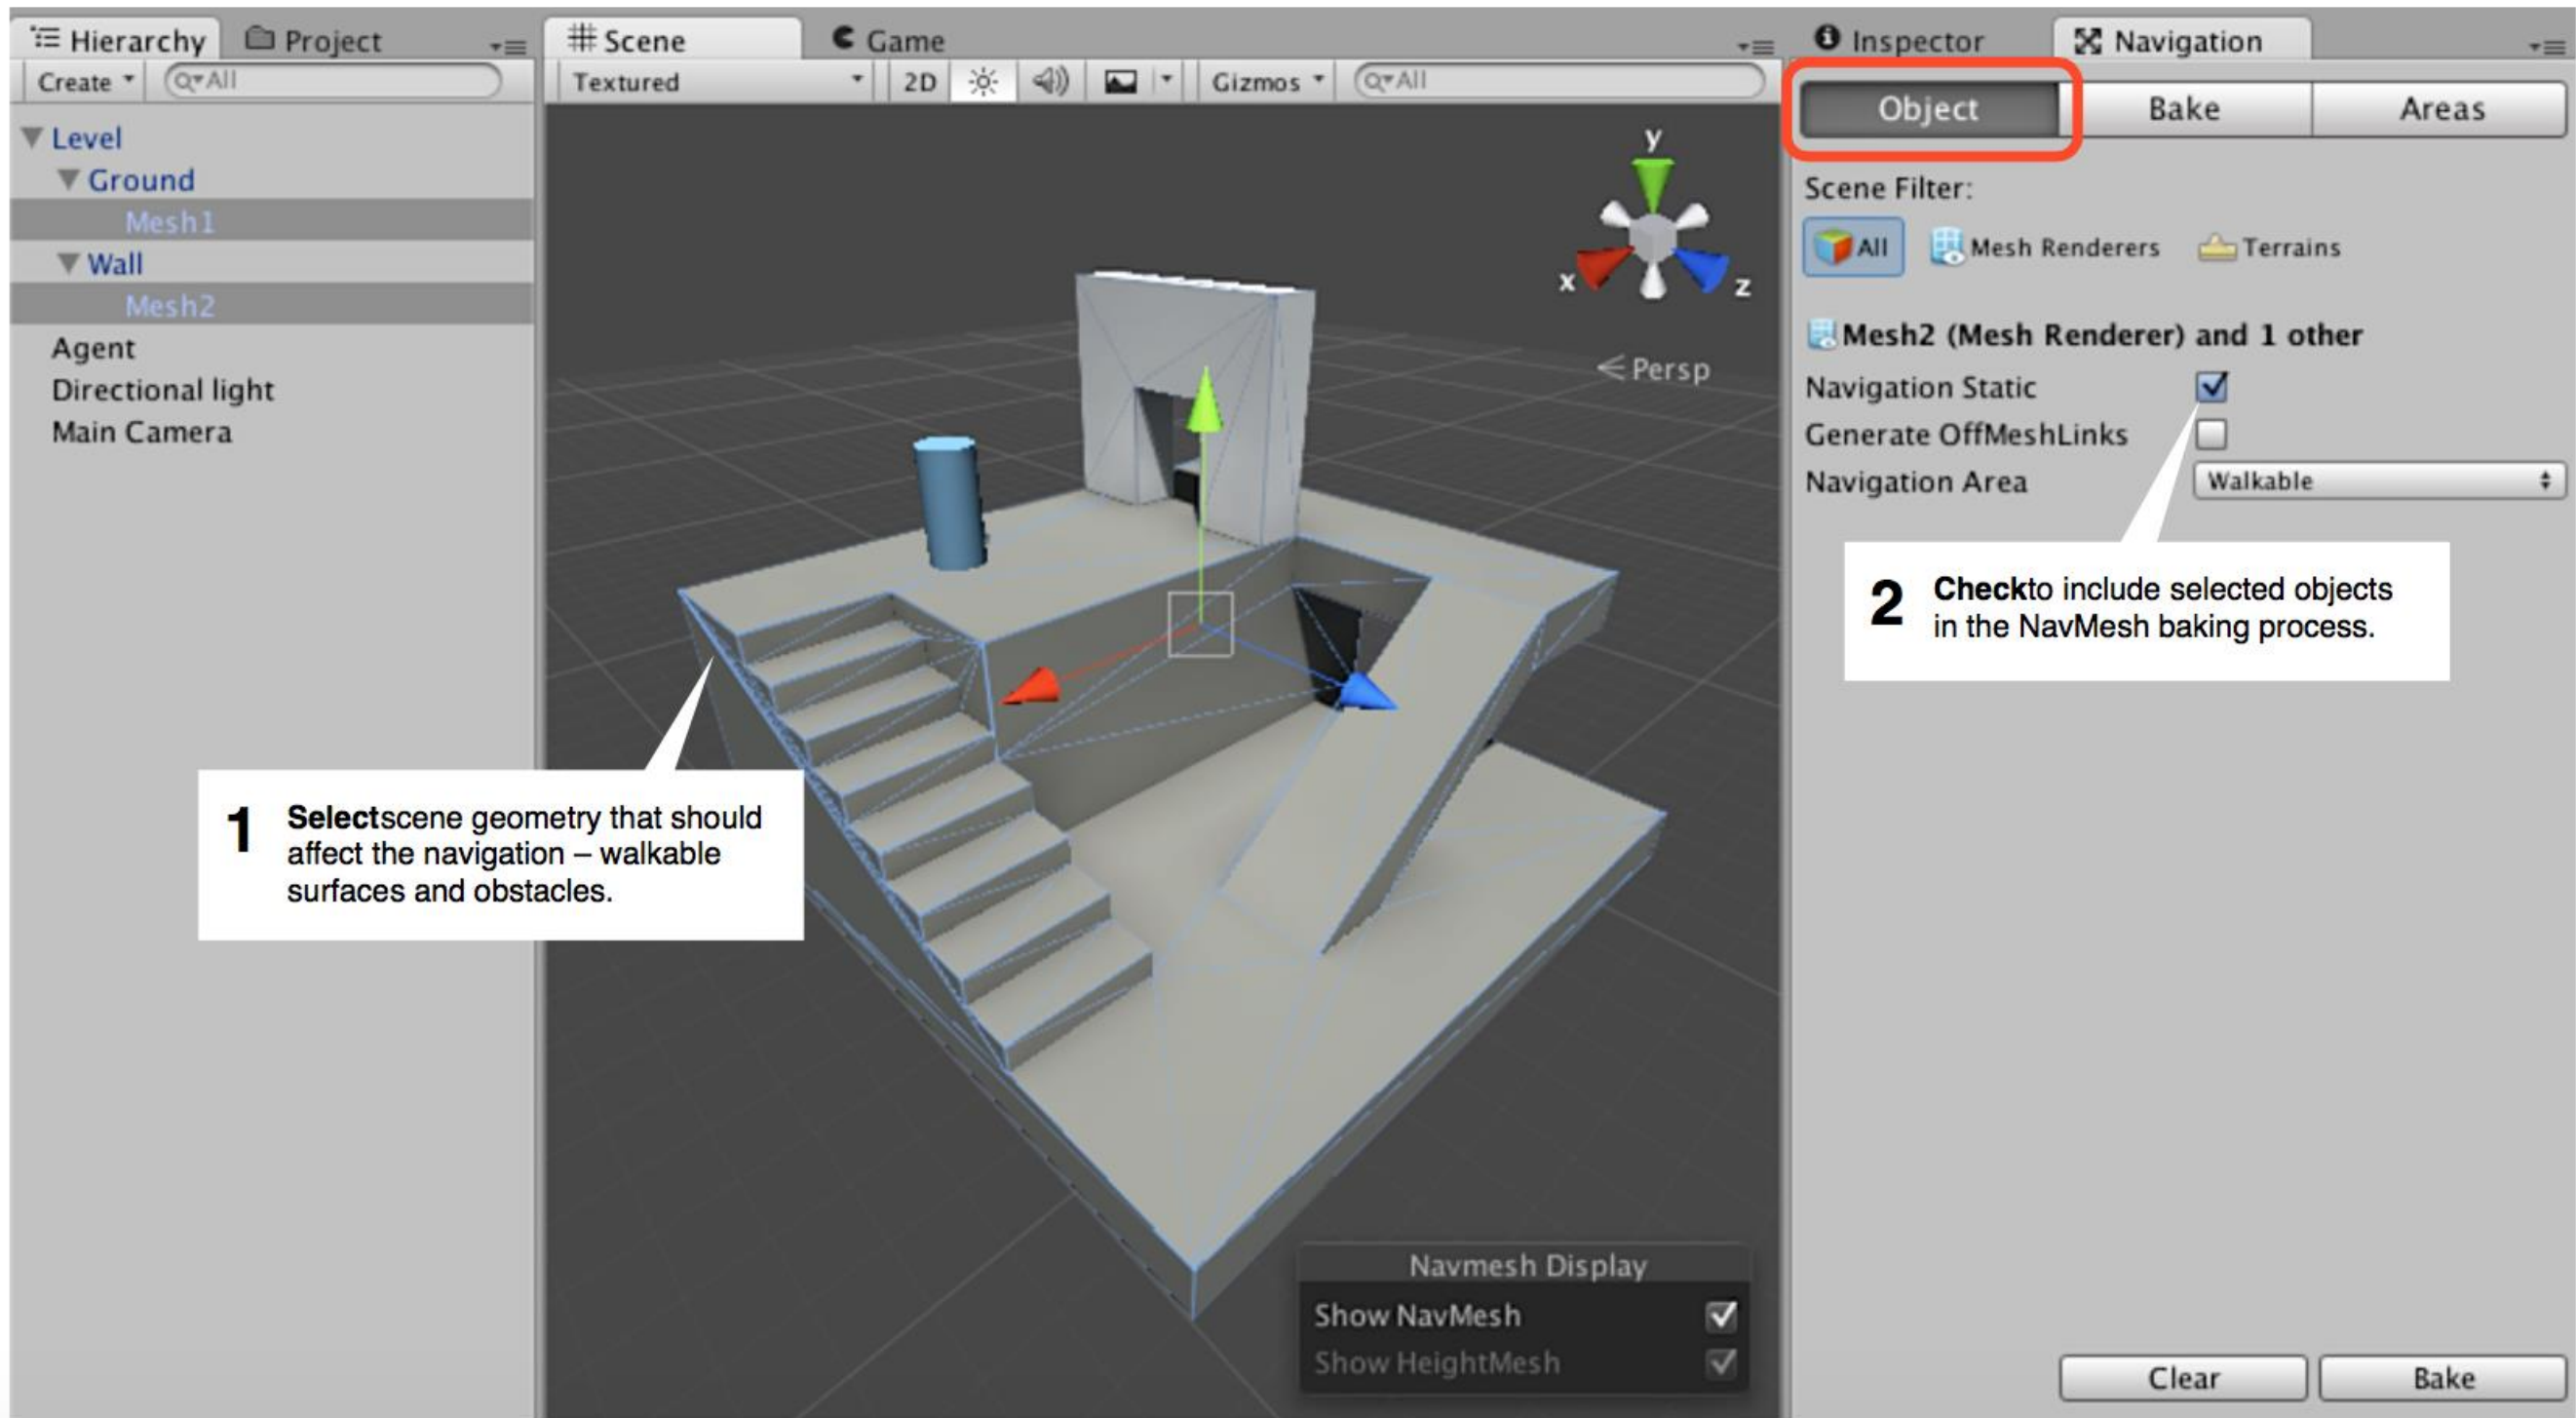 Hierarchy Project
Create All
Level
Ground
Mesh1
Wall
Mesh2
Agent
Directional light
Main Camera
Scene Game
Textured 2D Gizmos All
y
x
z
Persp
1 Selectscene geometry that should
affect the navigation – walkable
surfaces and obstacles.
Navmesh Display
Show NavMesh
Show HeightMesh
Inspector Navigation
Object Bake Areas
Scene Filter:
All Mesh Renderers Terrains
Mesh2 (Mesh Renderer) and 1 other
Navigation Static
Generate OffMeshLinks
Navigation Area Walkable
2 Checkto include selected objects
in the NavMesh baking process.
Clear Bake